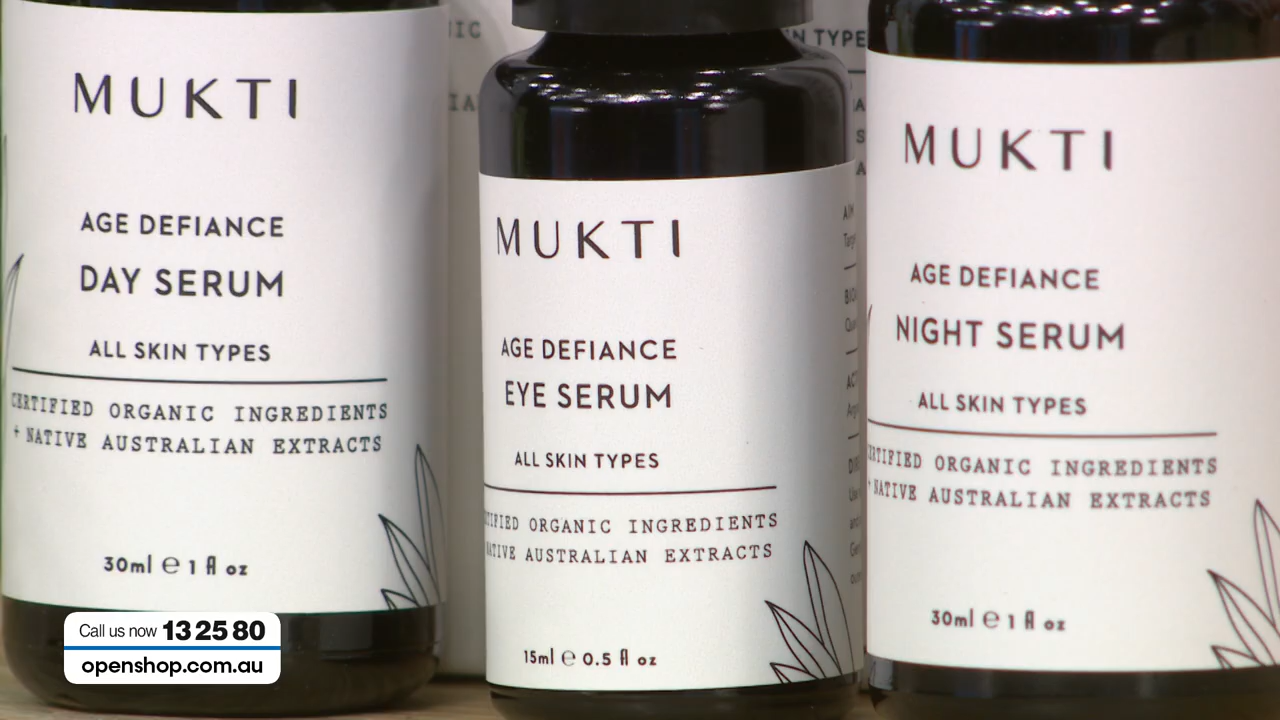 MUKTI
AGE DEFIANCE
DAY SERUM
ALL SKIN TYPES
CERTIFIED ORGANIC INGREDIENTS
+ NATIVE AUSTRALIAN EXTRACTS
30ml e 1 fl oz
MUKTI
AGE DEFIANCE
EYE SERUM
ALL SKIN TYPES
TIFIED ORGANIC INGREDIENTS
NATIVE AUSTRALIAN EXTRACTS
15ml e 0.5 fl oz
MUKTI
AGE DEFIANCE
NIGHT SERUM
ALL SKIN TYPES
ERTIFIED ORGANIC INGREDIENTS
+ NATIVE AUSTRALIAN EXTRACTS
30ml e 1 fl oz
N TYPE
Call us now 13 25 80
openshop.com.au